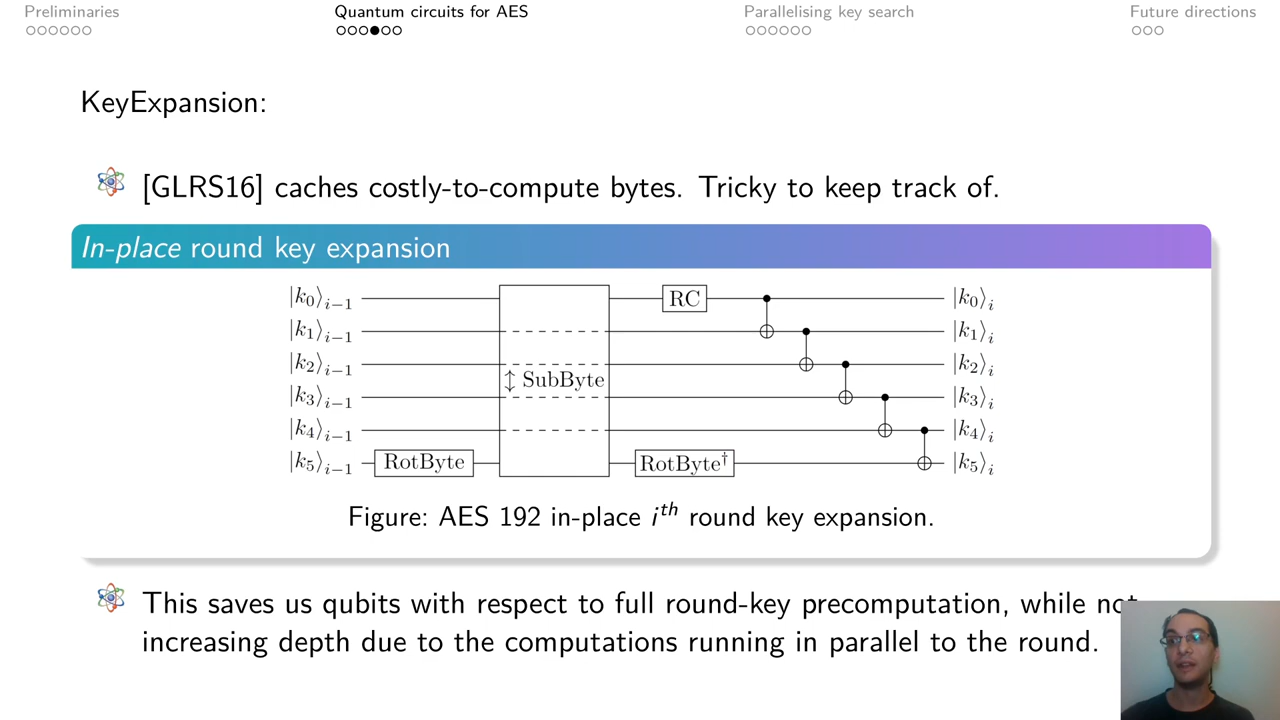 Preliminaries
Quantum circuits for AES
Parallelising key search
Future directions
KeyExpansion:
[GLRS16] caches costly-to-compute bytes. Tricky to keep track of.
In-place round key expansion
|k₀⟩ᵢ₋₁ RC |k₀⟩ᵢ
|k₁⟩ᵢ₋₁ |k₁⟩ᵢ
|k₂⟩ᵢ₋₁ |k₂⟩ᵢ
↕ SubByte
|k₃⟩ᵢ₋₁ |k₃⟩ᵢ
|k₄⟩ᵢ₋₁ |k₄⟩ᵢ
|k₅⟩ᵢ₋₁ RotByte RotByte† |k₅⟩ᵢ
Figure: AES 192 in-place iᵗʰ round key expansion.
This saves us qubits with respect to full round-key precomputation, while not
increasing depth due to the computations running in parallel to the round.